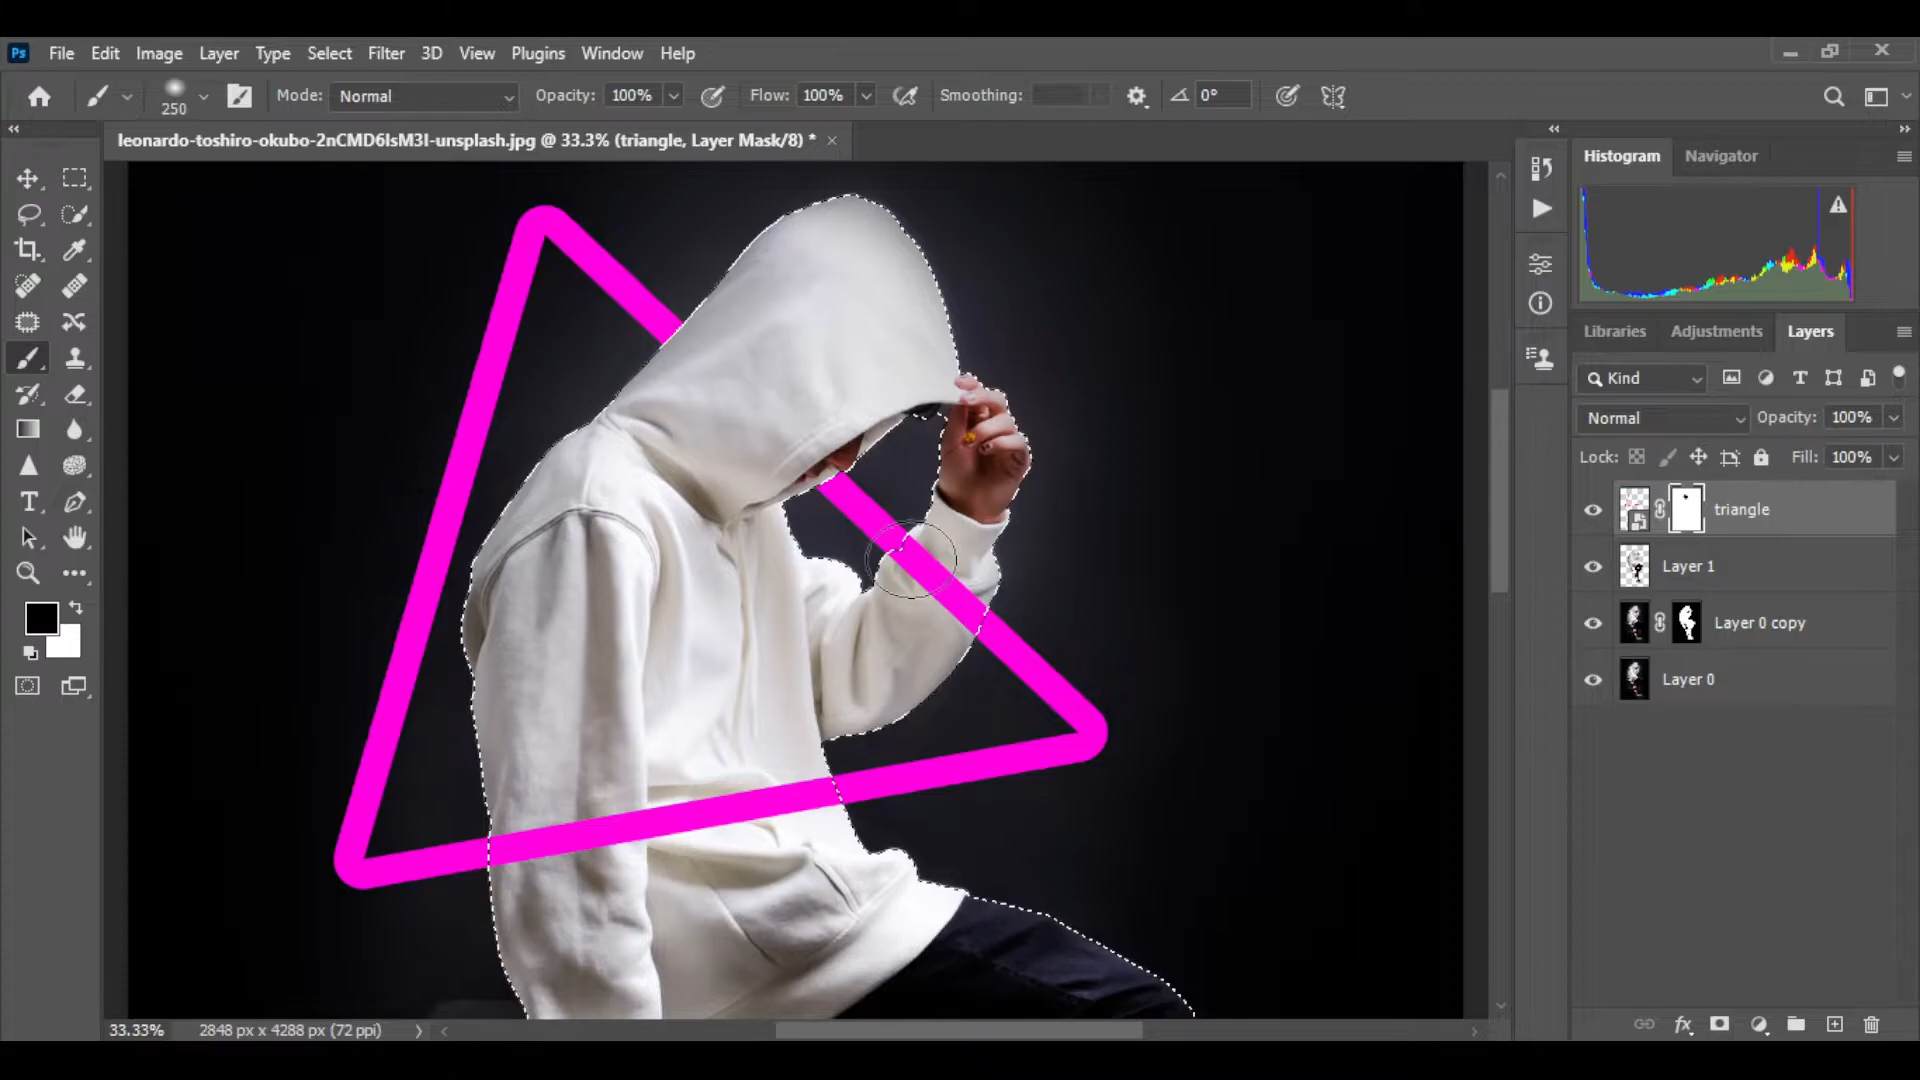 Ps File Edit Image Layer Type Select Filter 3D View Plugins Window Help
250 Mode: Normal Opacity: 100% Flow: 100% Smoothing: 0°
leonardo-toshiro-okubo-2nCMD6IsM3I-unsplash.jpg @ 33.3% (triangle, Layer Mask/8) *
Histogram Navigator
Libraries Adjustments Layers
Kind
Normal Opacity: 100%
Lock: Fill: 100%
triangle
Layer 1
Layer 0 copy
Layer 0
33.33% 2848 px x 4288 px (72 ppi)